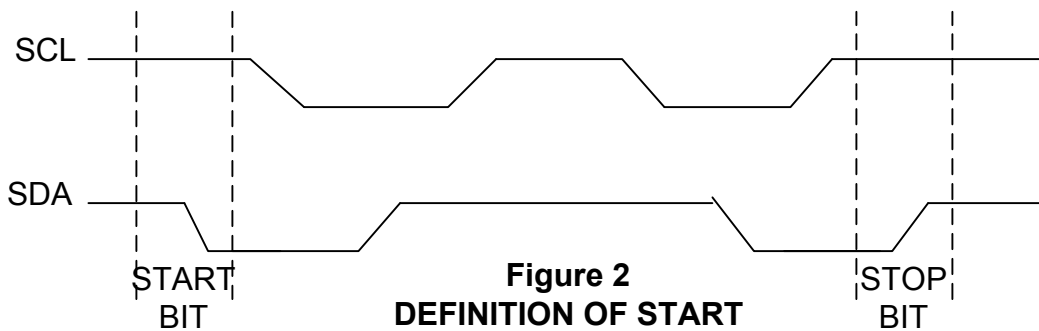 SCL
SDA
START
BIT
Figure 2
DEFINITION OF START
STOP
BIT